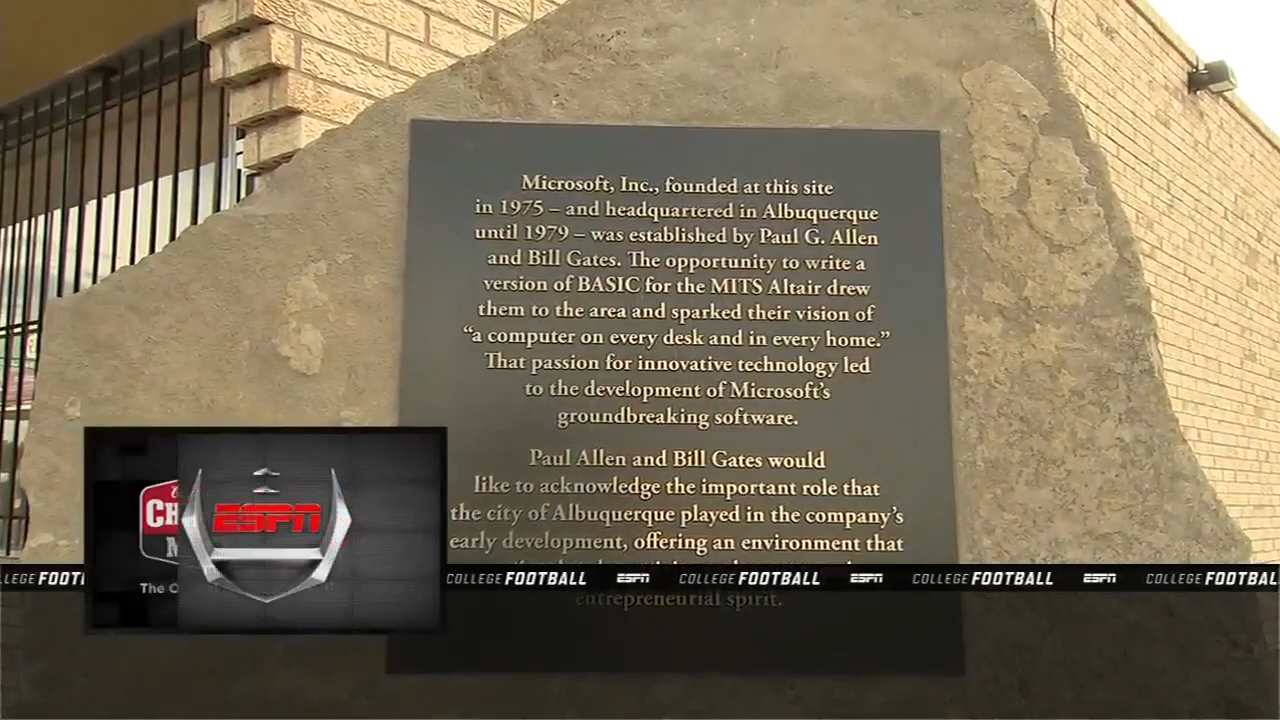 Microsoft, Inc., founded at this site
in 1975 – and headquartered in Albuquerque
until 1979 – was established by Paul G. Allen
and Bill Gates. The opportunity to write a
version of BASIC for the MITS Altair drew
them to the area and sparked their vision of
“a computer on every desk and in every home.”
That passion for innovative technology led
to the development of Microsoft’s
groundbreaking software.
Paul Allen and Bill Gates would
like to acknowledge the important role that
the city of Albuquerque played in the company’s
early development, offering an environment that
entrepreneurial spirit.
CH
ESPN
The
COLLEGE FOOTBALL ESPN COLLEGE FOOTBALL ESPN COLLEGE FOOTBALL ESPN COLLEGE FOOTBAL